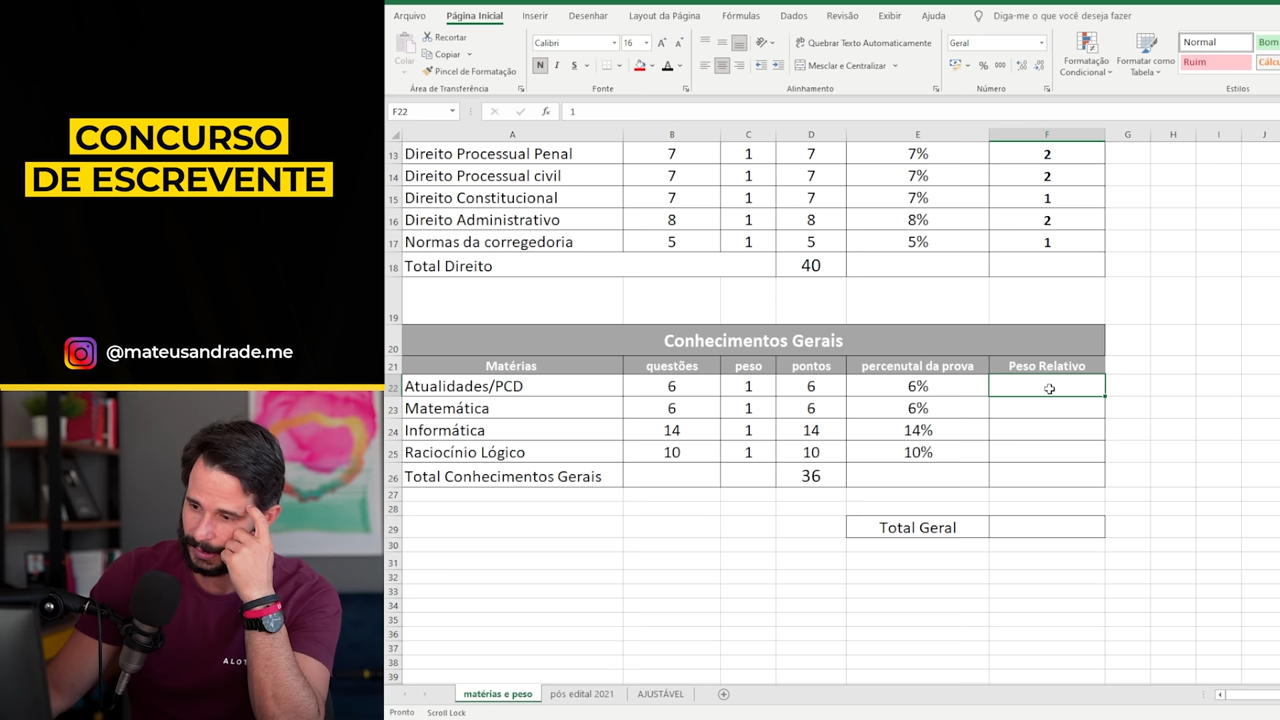 CONCURSO
DE ESCREVENTE
@mateusandrade.me
ALOT
Arquivo Página Inicial Inserir Desenhar Layout da Página Fórmulas Dados Revisão Exibir Ajuda Diga-me o que você deseja fazer
Colar
Recortar
Copiar
Pincel de Formatação
Área de Transferência
Calibri 16
N I S
Fonte
Quebrar Texto Automaticamente
Mesclar e Centralizar
Alinhamento
Geral
% 000
Número
Formatação Condicional
Formatar como Tabela
Normal Bom
Ruim Cálcu
Estilos
F22 fx 1
A B C D E F G H I J
13 Direito Processual Penal 7 1 7 7% 2
14 Direito Processual civil 7 1 7 7% 2
15 Direito Constitucional 7 1 7 7% 1
16 Direito Administrativo 8 1 8 8% 2
17 Normas da corregedoria 5 1 5 5% 1
18 Total Direito 40
19
20 Conhecimentos Gerais
21 Matérias questões peso pontos percenutal da prova Peso Relativo
22 Atualidades/PCD 6 1 6 6%
23 Matemática 6 1 6 6%
24 Informática 14 1 14 14%
25 Raciocínio Lógico 10 1 10 10%
26 Total Conhecimentos Gerais 36
27
28
29 Total Geral
30
31
32
33
34
35
36
37
38
39
matérias e peso pós edital 2021 AJUSTÁVEL
Pronto Scroll Lock